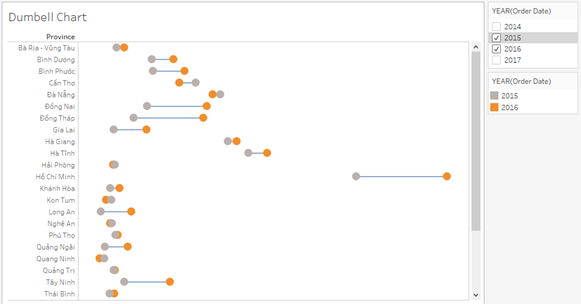 Dumbell Chart
Province
Bà Rịa - Vũng Tàu
Bình Dương
Bình Phước
Cần Thơ
Đà Nẵng
Đồng Nai
Đồng Tháp
Gia Lai
Hà Giang
Hà Tĩnh
Hải Phòng
Hồ Chí Minh
Khánh Hòa
Kon Tum
Long An
Nghệ An
Phú Thọ
Quảng Ngãi
Quang Ninh
Quảng Trị
Tây Ninh
Thái Bình
YEAR(Order Date)
2014
2015
2016
2017
YEAR(Order Date)
2015
2016